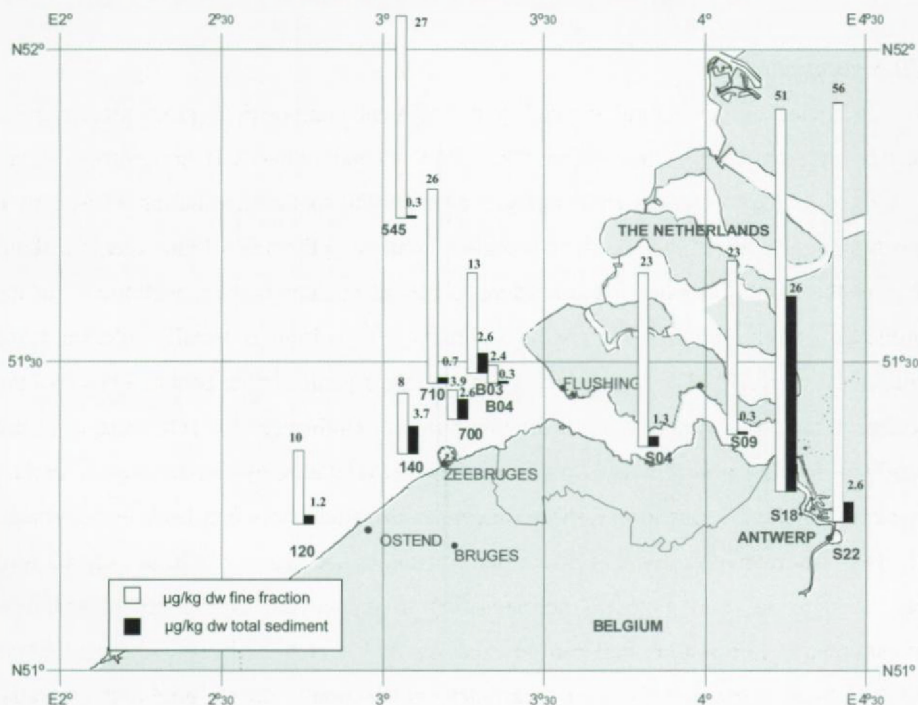 E2° 2°30 3° 3°30 4° E4°30
N52° N52°
27
51 56
26 0.3
545
THE NETHERLANDS
13 23 23
26
2.6
2.4
0.7 0.3
51°30 51°30
8 710 3.9 B03
2.6 B04
FLUSHING
3.7 700
1.3 0.3
10 140 S04 S09
ZEEBRUGES
1.2 2.6
S18
120 OSTEND ANTWERP
BRUGES S22
µg/kg dw fine fraction
µg/kg dw total sediment
BELGIUM
N51° N51°
E2° 2°30 3° 3°30 4° E4°30